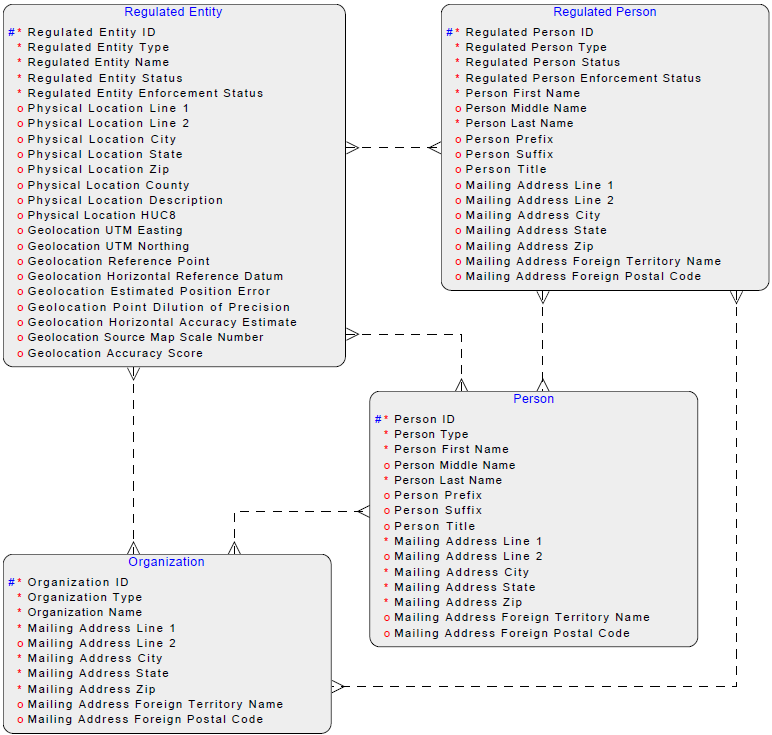 Regulated Entity
#* Regulated Entity ID
* Regulated Entity Type
* Regulated Entity Name
* Regulated Entity Status
* Regulated Entity Enforcement Status
o Physical Location Line 1
o Physical Location Line 2
o Physical Location City
o Physical Location State
o Physical Location Zip
o Physical Location County
o Physical Location Description
o Physical Location HUC8
o Geolocation UTM Easting
o Geolocation UTM Northing
o Geolocation Reference Point
o Geolocation Horizontal Reference Datum
o Geolocation Estimated Position Error
o Geolocation Point Dilution of Precision
o Geolocation Horizontal Accuracy Estimate
o Geolocation Source Map Scale Number
o Geolocation Accuracy Score
Regulated Person
#* Regulated Person ID
* Regulated Person Type
* Regulated Person Status
* Regulated Person Enforcement Status
* Person First Name
o Person Middle Name
* Person Last Name
o Person Prefix
o Person Suffix
o Person Title
o Mailing Address Line 1
o Mailing Address Line 2
o Mailing Address City
o Mailing Address State
o Mailing Address Zip
o Mailing Address Foreign Territory Name
o Mailing Address Foreign Postal Code
Person
#* Person ID
* Person Type
* Person First Name
o Person Middle Name
* Person Last Name
o Person Prefix
o Person Suffix
o Person Title
* Mailing Address Line 1
o Mailing Address Line 2
* Mailing Address City
* Mailing Address State
* Mailing Address Zip
o Mailing Address Foreign Territory Name
o Mailing Address Foreign Postal Code
Organization
#* Organization ID
* Organization Type
* Organization Name
* Mailing Address Line 1
o Mailing Address Line 2
* Mailing Address City
* Mailing Address State
* Mailing Address Zip
o Mailing Address Foreign Territory Name
o Mailing Address Foreign Postal Code